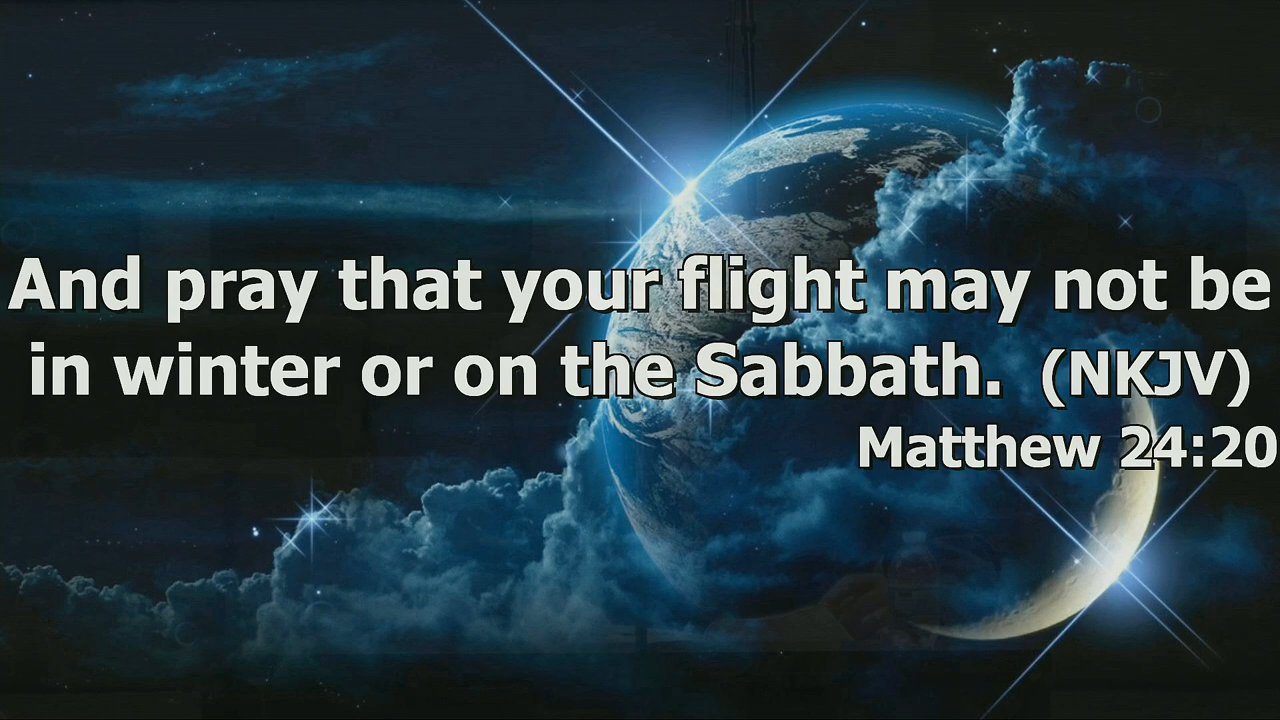 And pray that your flight may not be
in winter or on the Sabbath. (NKJV)
Matthew 24:20